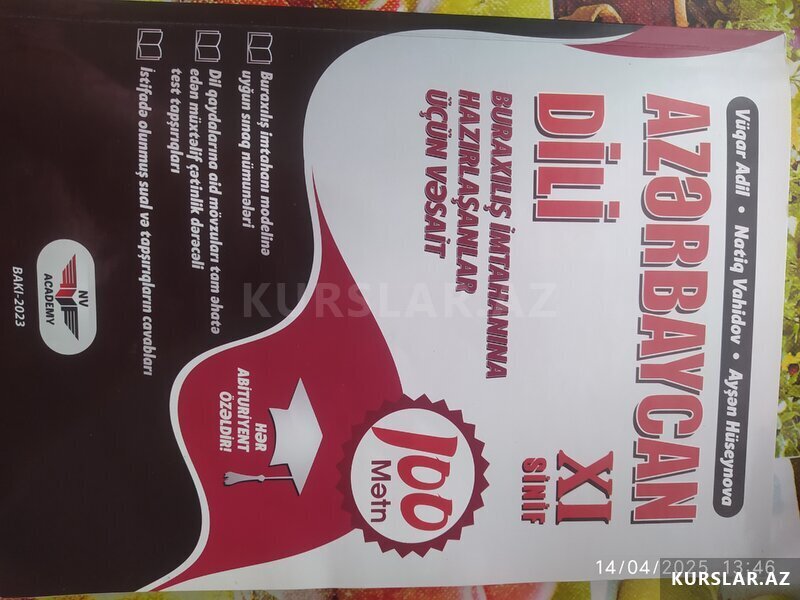 Vüqar Adil • Natiq Vahidov • Ayşən Hüseynova
AZƏRBAYCAN
DİLİ
XI
SİNİF
BURAXILIŞ İMTAHANINA
HAZIRLAŞANLAR
ÜÇÜN VƏSAİT
100
Mətn
Buraxılış imtahanı modelinə
uyğun sınaq nümunələri
Dil qaydalarına aid mövzuları tam əhatə
edən müxtəlif çətinlik dərəcəli
test tapşırıqları
İstifadə olunmuş sual və tapşırıqların cavabları
HƏR
ABİTURİYENT
ÖZƏLDİR!
NV
ACADEMY
BAKI-2023
KURSLAR.AZ
14/04/2025 13:46
KURSLAR.AZ